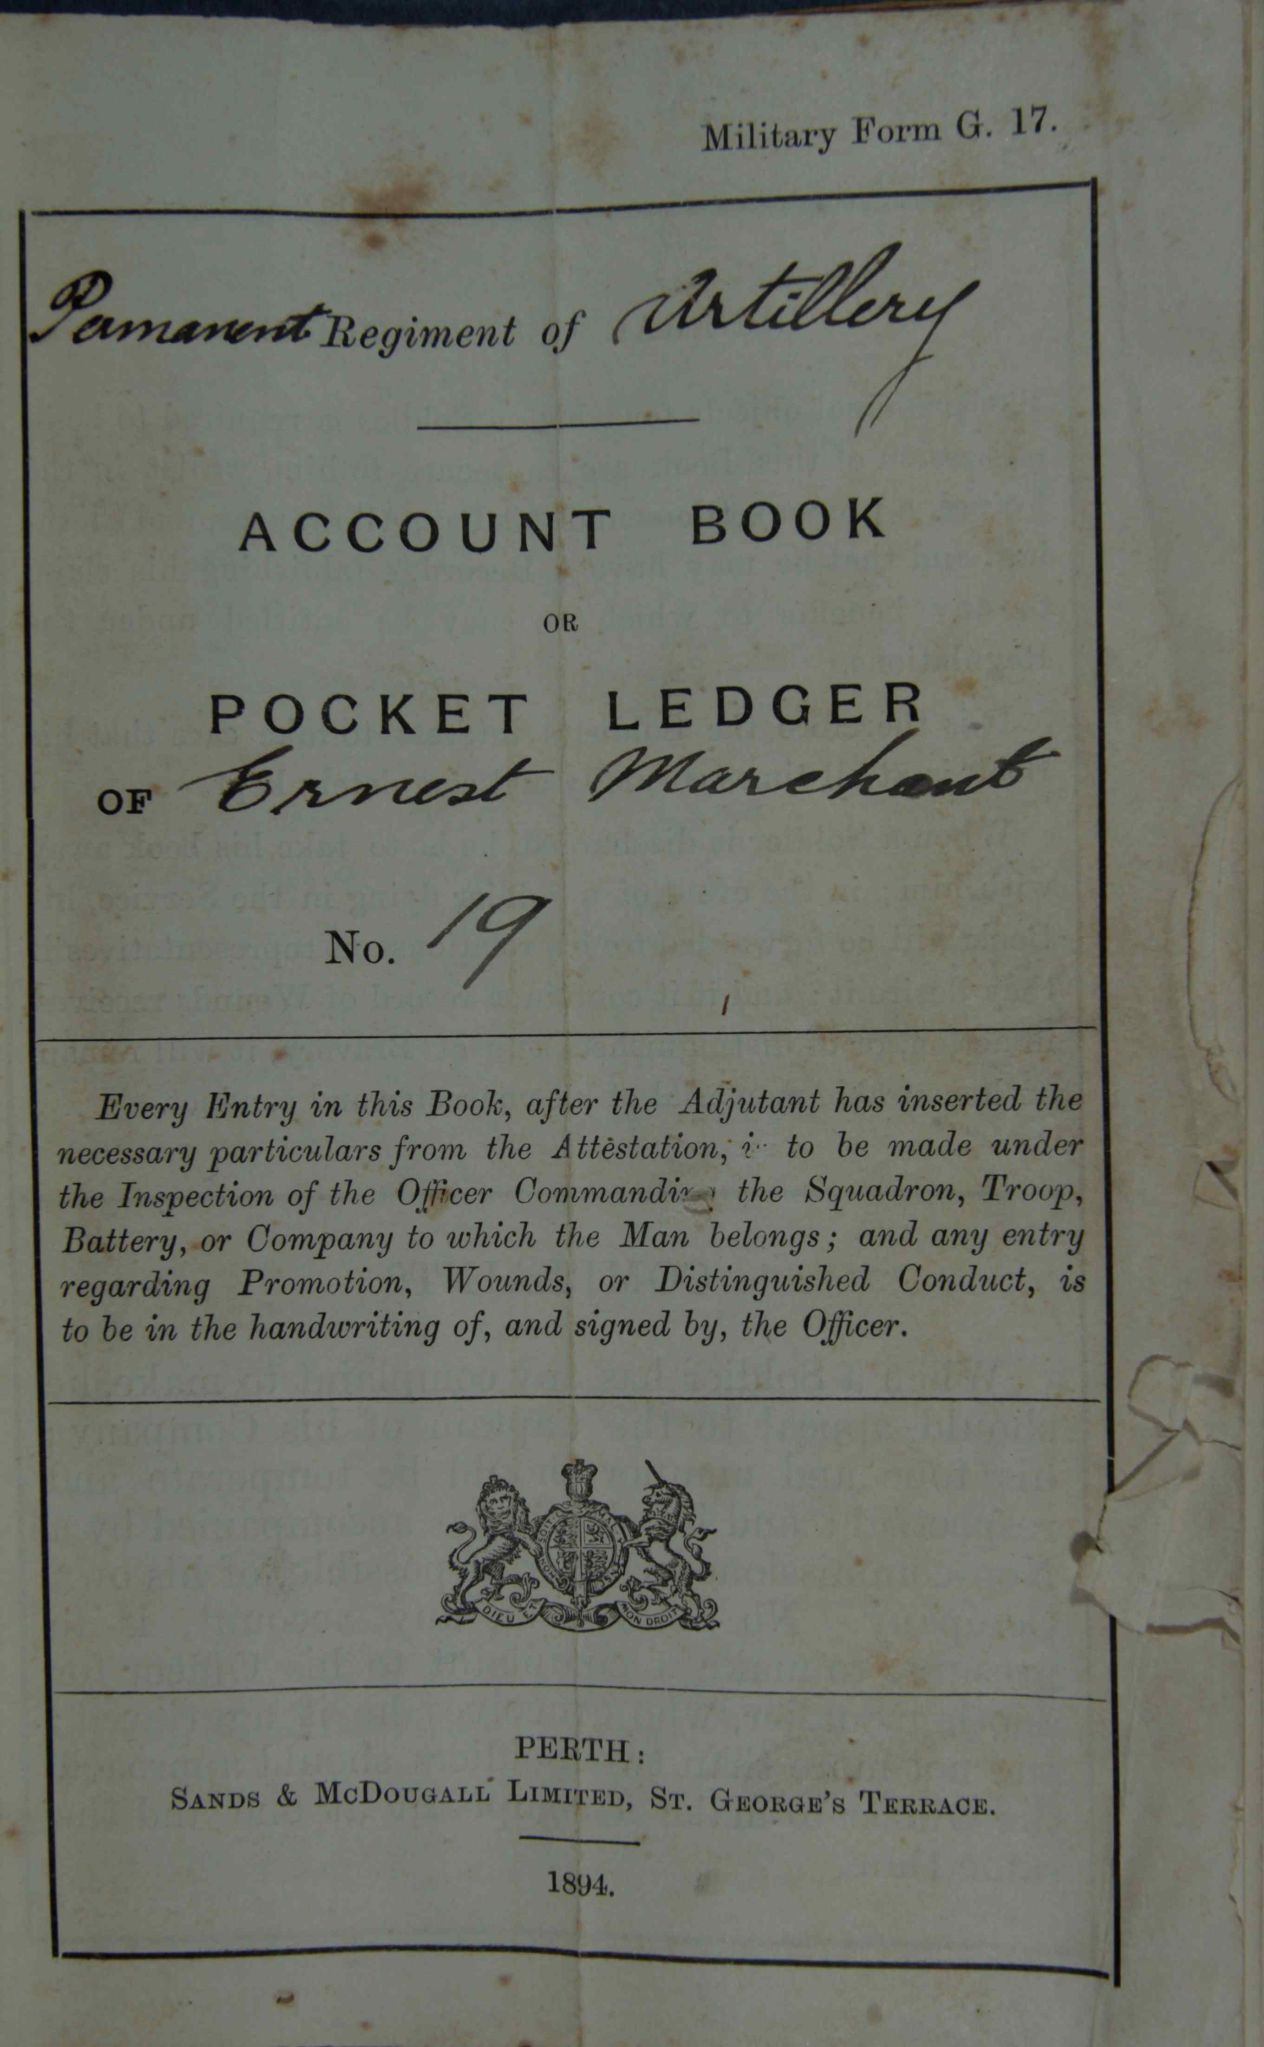 Military Form G. 17.
Permanent Regiment of Artillery
ACCOUNT BOOK
OR
POCKET LEDGER
OF Ernest Marchant
No. 19
Every Entry in this Book, after the Adjutant has inserted the
necessary particulars from the Attestation, i to be made under
the Inspection of the Officer Commanding the Squadron, Troop,
Battery, or Company to which the Man belongs; and any entry
regarding Promotion, Wounds, or Distinguished Conduct, is
to be in the handwriting of, and signed by, the Officer.
DIEU ET MON DROIT
PERTH:
SANDS & MCDOUGALL LIMITED, ST. GEORGE'S TERRACE.
1894.